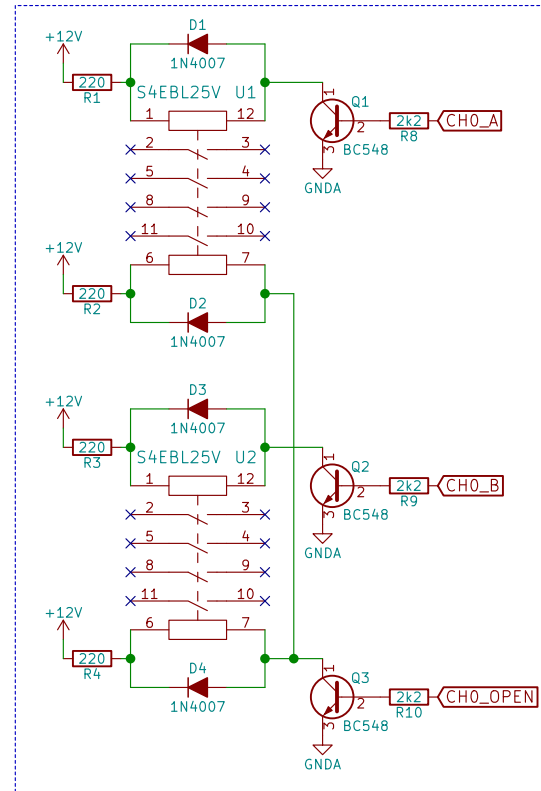 D1
+12V
1N4007
220
R1
S4EBL25V U1
1 12
Q1
1
2
3
2k2
R8
CH0_A
BC548
GNDA
2 3
5 4
8 9
11 10
+12V
6 7
220
R2
D2
1N4007
D3
+12V
1N4007
220
R3
S4EBL25V U2
1 12
Q2
1
2
3
2k2
R9
CH0_B
BC548
GNDA
2 3
5 4
8 9
11 10
+12V
6 7
220
R4
D4
1N4007
Q3
1
2
3
2k2
R10
CH0_OPEN
BC548
GNDA